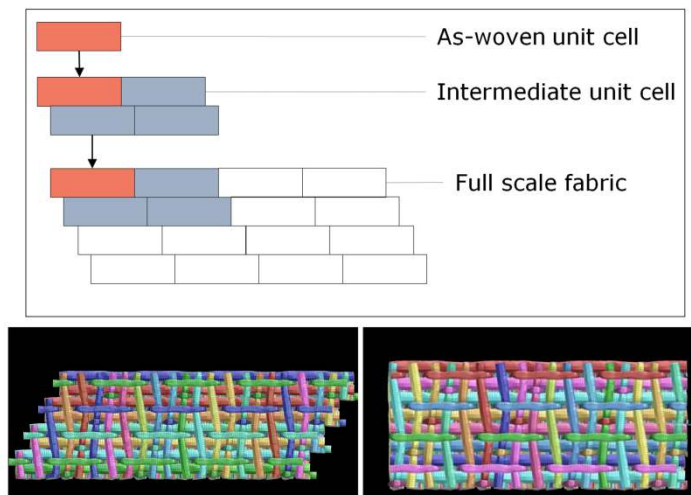 As-woven unit cell
Intermediate unit cell
Full scale fabric